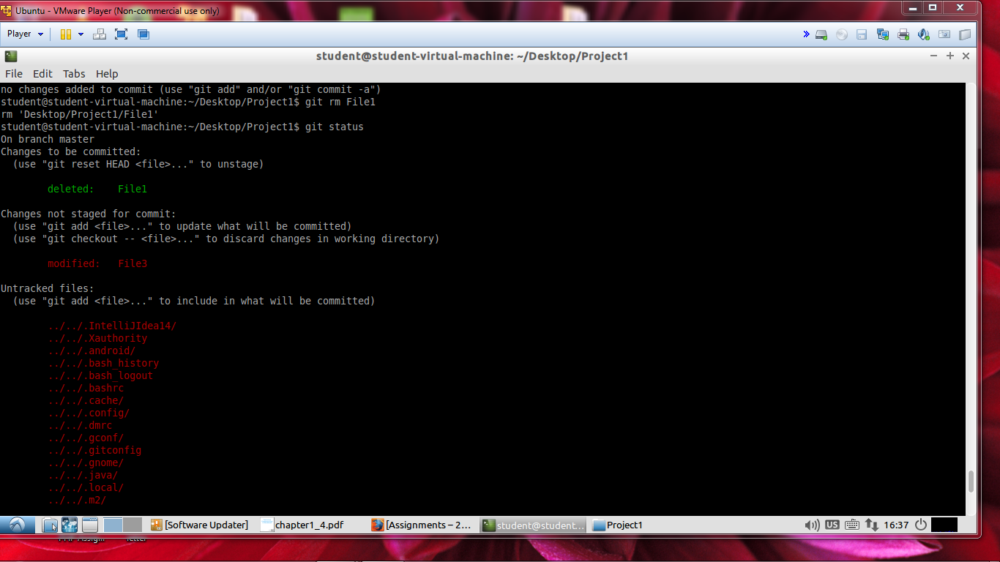 Ubuntu - VMware Player (Non-commercial use only)
Player
student@student-virtual-machine: ~/Desktop/Project1
File Edit Tabs Help
no changes added to commit (use "git add" and/or "git commit -a")
student@student-virtual-machine:~/Desktop/Project1$ git rm File1
rm 'Desktop/Project1/File1'
student@student-virtual-machine:~/Desktop/Project1$ git status
On branch master
Changes to be committed:
  (use "git reset HEAD <file>..." to unstage)
        deleted:    File1
Changes not staged for commit:
  (use "git add <file>..." to update what will be committed)
  (use "git checkout -- <file>..." to discard changes in working directory)
        modified:   File3
Untracked files:
  (use "git add <file>..." to include in what will be committed)
        ../../.IntelliJIdea14/
        ../../.Xauthority
        ../../.android/
        ../../.bash_history
        ../../.bash_logout
        ../../.bashrc
        ../../.cache/
        ../../.config/
        ../../.dmrc
        ../../.gconf/
        ../../.gitconfig
        ../../.gnome/
        ../../.java/
        ../../.local/
        ../../.m2/
[Software Updater] chapter1_4.pdf [Assignments – 2... student@student... Project1 US 16:37